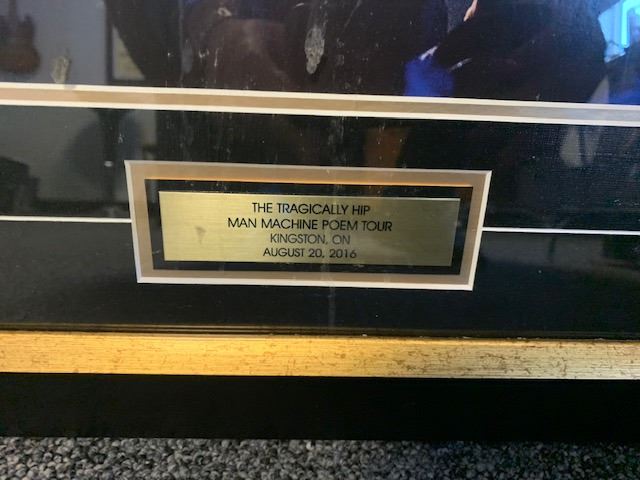 THE TRAGICALLY HIP
MAN MACHINE POEM TOUR
KINGSTON, ON
AUGUST 20, 2016